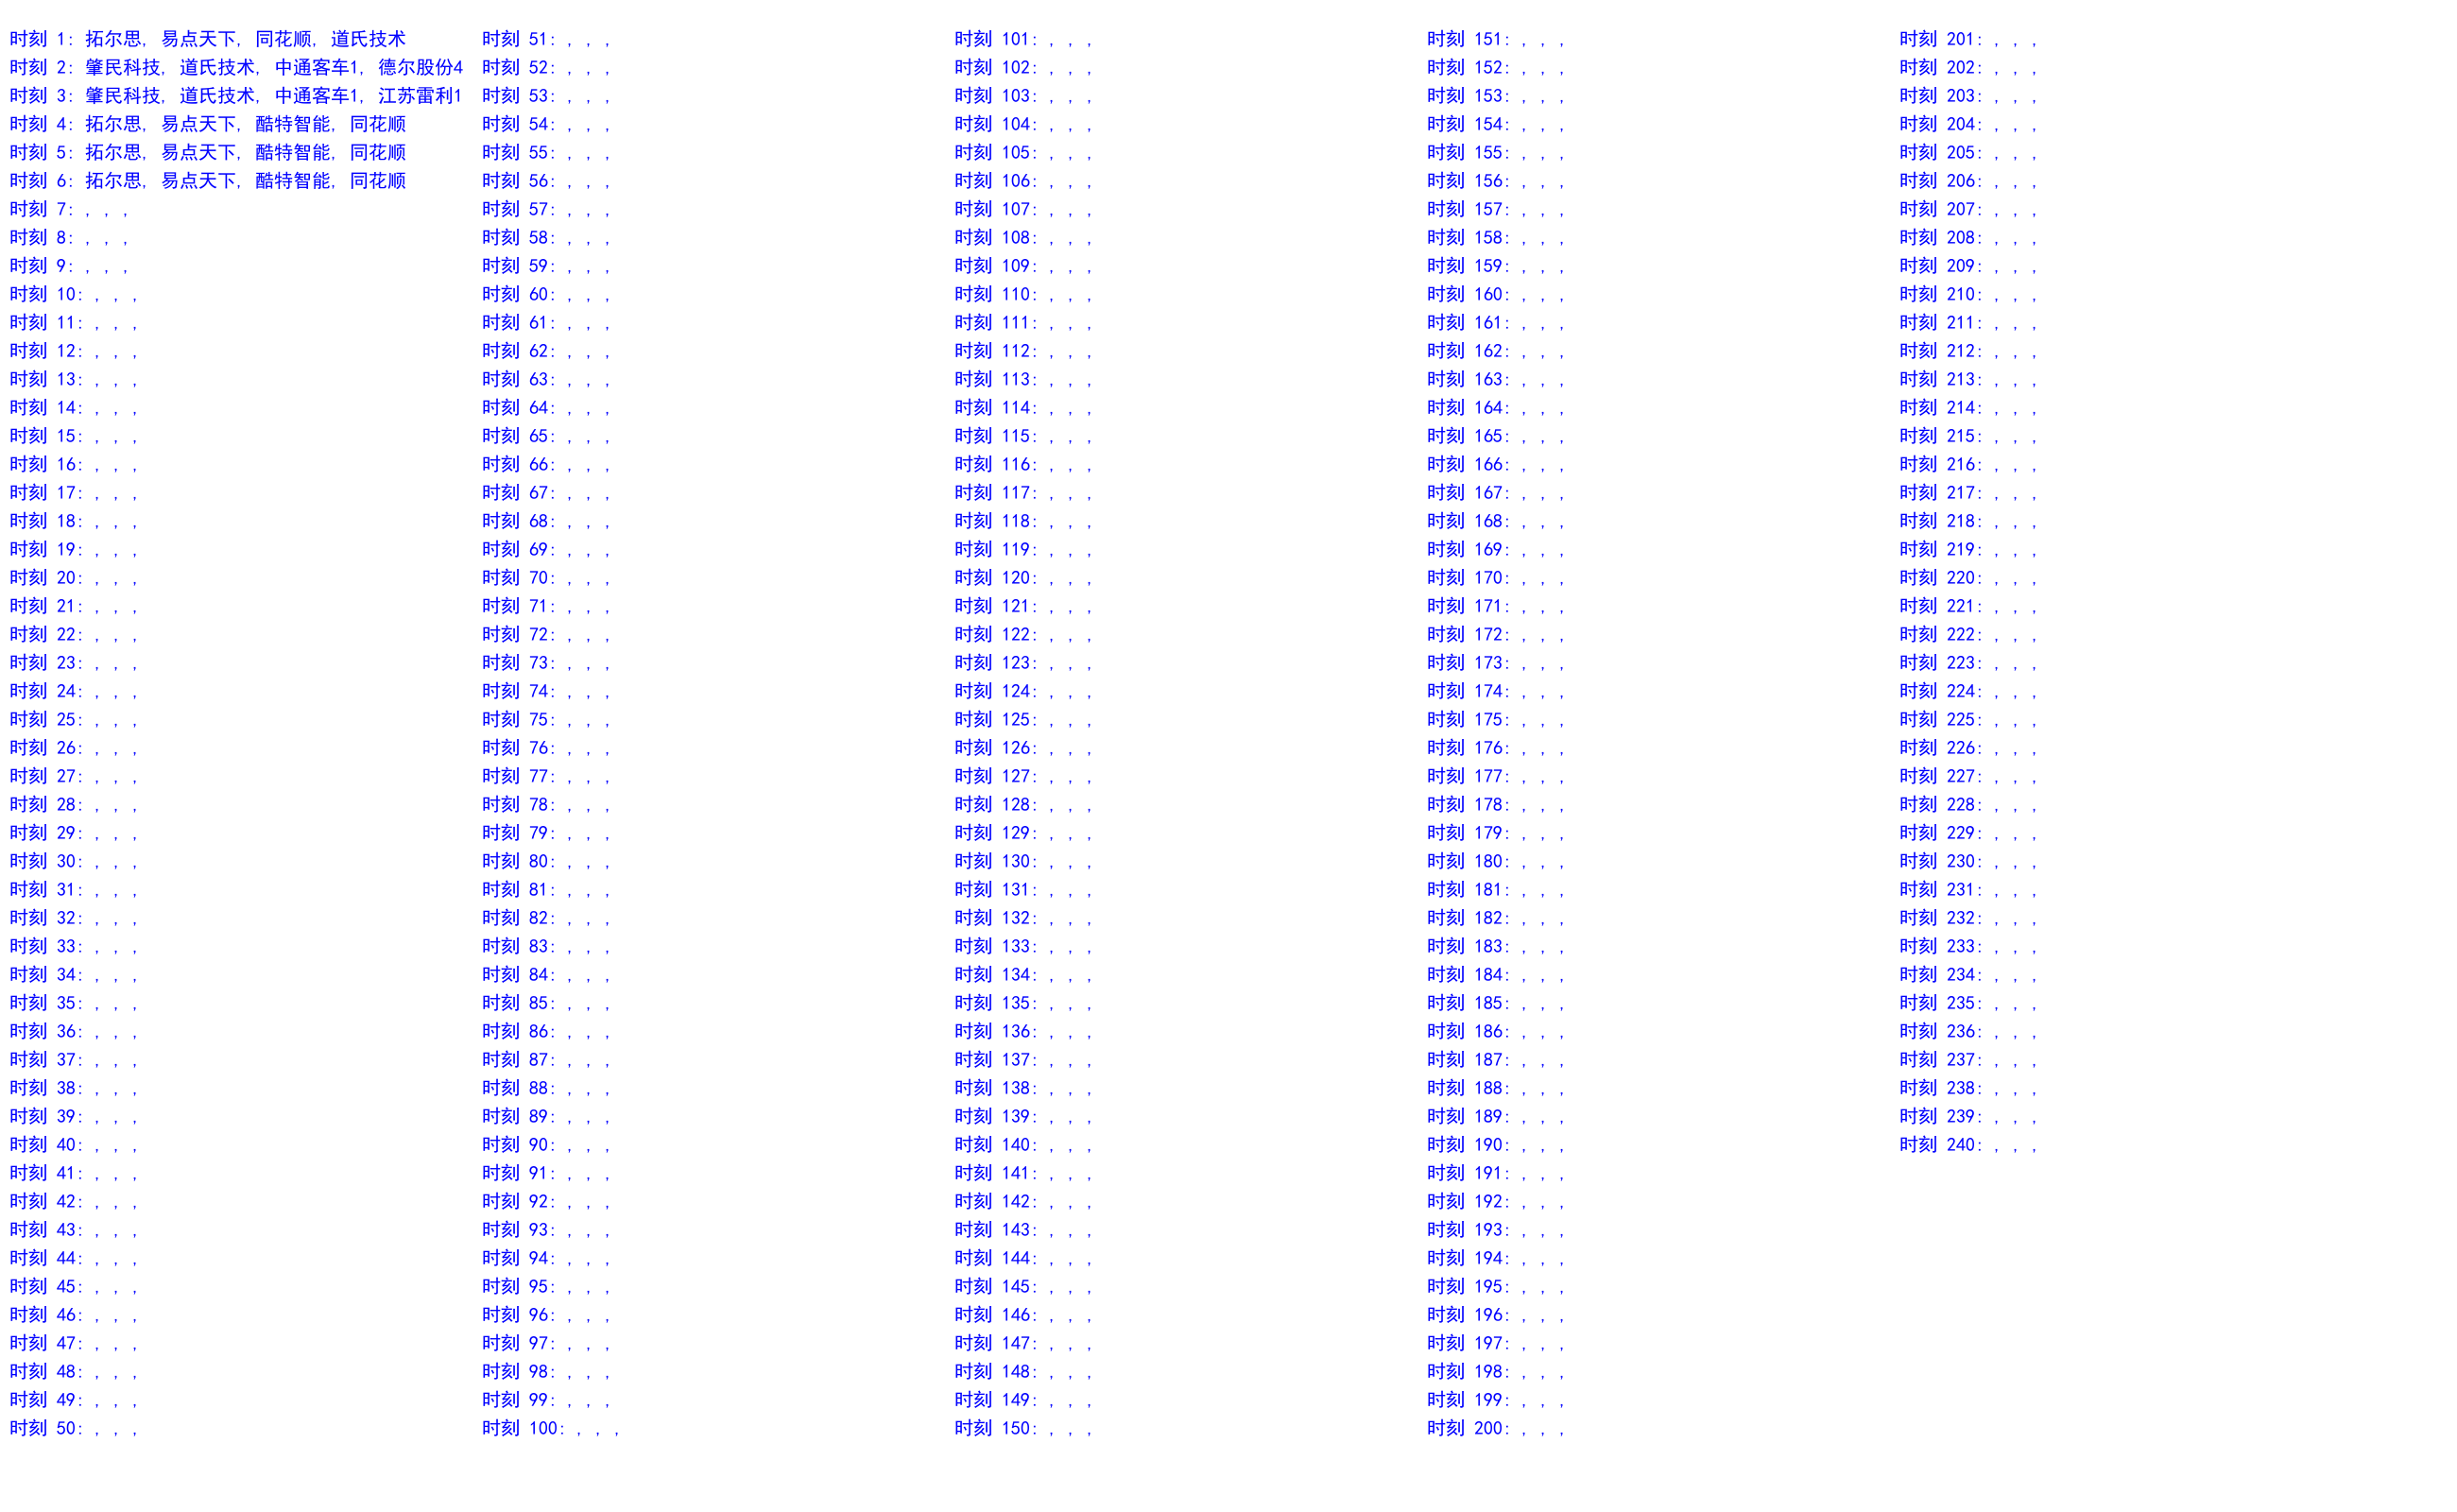 时刻 1: 拓尔思, 易点天下, 同花顺, 道氏技术
时刻 2: 肇民科技, 道氏技术, 中通客车1, 德尔股份4
时刻 3: 肇民科技, 道氏技术, 中通客车1, 江苏雷利1
时刻 4: 拓尔思, 易点天下, 酷特智能, 同花顺
时刻 5: 拓尔思, 易点天下, 酷特智能, 同花顺
时刻 6: 拓尔思, 易点天下, 酷特智能, 同花顺
时刻 7: , , ,
时刻 8: , , ,
时刻 9: , , ,
时刻 10: , , ,
时刻 11: , , ,
时刻 12: , , ,
时刻 13: , , ,
时刻 14: , , ,
时刻 15: , , ,
时刻 16: , , ,
时刻 17: , , ,
时刻 18: , , ,
时刻 19: , , ,
时刻 20: , , ,
时刻 21: , , ,
时刻 22: , , ,
时刻 23: , , ,
时刻 24: , , ,
时刻 25: , , ,
时刻 26: , , ,
时刻 27: , , ,
时刻 28: , , ,
时刻 29: , , ,
时刻 30: , , ,
时刻 31: , , ,
时刻 32: , , ,
时刻 33: , , ,
时刻 34: , , ,
时刻 35: , , ,
时刻 36: , , ,
时刻 37: , , ,
时刻 38: , , ,
时刻 39: , , ,
时刻 40: , , ,
时刻 41: , , ,
时刻 42: , , ,
时刻 43: , , ,
时刻 44: , , ,
时刻 45: , , ,
时刻 46: , , ,
时刻 47: , , ,
时刻 48: , , ,
时刻 49: , , ,
时刻 50: , , ,
时刻 51: , , ,
时刻 52: , , ,
时刻 53: , , ,
时刻 54: , , ,
时刻 55: , , ,
时刻 56: , , ,
时刻 57: , , ,
时刻 58: , , ,
时刻 59: , , ,
时刻 60: , , ,
时刻 61: , , ,
时刻 62: , , ,
时刻 63: , , ,
时刻 64: , , ,
时刻 65: , , ,
时刻 66: , , ,
时刻 67: , , ,
时刻 68: , , ,
时刻 69: , , ,
时刻 70: , , ,
时刻 71: , , ,
时刻 72: , , ,
时刻 73: , , ,
时刻 74: , , ,
时刻 75: , , ,
时刻 76: , , ,
时刻 77: , , ,
时刻 78: , , ,
时刻 79: , , ,
时刻 80: , , ,
时刻 81: , , ,
时刻 82: , , ,
时刻 83: , , ,
时刻 84: , , ,
时刻 85: , , ,
时刻 86: , , ,
时刻 87: , , ,
时刻 88: , , ,
时刻 89: , , ,
时刻 90: , , ,
时刻 91: , , ,
时刻 92: , , ,
时刻 93: , , ,
时刻 94: , , ,
时刻 95: , , ,
时刻 96: , , ,
时刻 97: , , ,
时刻 98: , , ,
时刻 99: , , ,
时刻 100: , , ,
时刻 101: , , ,
时刻 102: , , ,
时刻 103: , , ,
时刻 104: , , ,
时刻 105: , , ,
时刻 106: , , ,
时刻 107: , , ,
时刻 108: , , ,
时刻 109: , , ,
时刻 110: , , ,
时刻 111: , , ,
时刻 112: , , ,
时刻 113: , , ,
时刻 114: , , ,
时刻 115: , , ,
时刻 116: , , ,
时刻 117: , , ,
时刻 118: , , ,
时刻 119: , , ,
时刻 120: , , ,
时刻 121: , , ,
时刻 122: , , ,
时刻 123: , , ,
时刻 124: , , ,
时刻 125: , , ,
时刻 126: , , ,
时刻 127: , , ,
时刻 128: , , ,
时刻 129: , , ,
时刻 130: , , ,
时刻 131: , , ,
时刻 132: , , ,
时刻 133: , , ,
时刻 134: , , ,
时刻 135: , , ,
时刻 136: , , ,
时刻 137: , , ,
时刻 138: , , ,
时刻 139: , , ,
时刻 140: , , ,
时刻 141: , , ,
时刻 142: , , ,
时刻 143: , , ,
时刻 144: , , ,
时刻 145: , , ,
时刻 146: , , ,
时刻 147: , , ,
时刻 148: , , ,
时刻 149: , , ,
时刻 150: , , ,
时刻 151: , , ,
时刻 152: , , ,
时刻 153: , , ,
时刻 154: , , ,
时刻 155: , , ,
时刻 156: , , ,
时刻 157: , , ,
时刻 158: , , ,
时刻 159: , , ,
时刻 160: , , ,
时刻 161: , , ,
时刻 162: , , ,
时刻 163: , , ,
时刻 164: , , ,
时刻 165: , , ,
时刻 166: , , ,
时刻 167: , , ,
时刻 168: , , ,
时刻 169: , , ,
时刻 170: , , ,
时刻 171: , , ,
时刻 172: , , ,
时刻 173: , , ,
时刻 174: , , ,
时刻 175: , , ,
时刻 176: , , ,
时刻 177: , , ,
时刻 178: , , ,
时刻 179: , , ,
时刻 180: , , ,
时刻 181: , , ,
时刻 182: , , ,
时刻 183: , , ,
时刻 184: , , ,
时刻 185: , , ,
时刻 186: , , ,
时刻 187: , , ,
时刻 188: , , ,
时刻 189: , , ,
时刻 190: , , ,
时刻 191: , , ,
时刻 192: , , ,
时刻 193: , , ,
时刻 194: , , ,
时刻 195: , , ,
时刻 196: , , ,
时刻 197: , , ,
时刻 198: , , ,
时刻 199: , , ,
时刻 200: , , ,
时刻 201: , , ,
时刻 202: , , ,
时刻 203: , , ,
时刻 204: , , ,
时刻 205: , , ,
时刻 206: , , ,
时刻 207: , , ,
时刻 208: , , ,
时刻 209: , , ,
时刻 210: , , ,
时刻 211: , , ,
时刻 212: , , ,
时刻 213: , , ,
时刻 214: , , ,
时刻 215: , , ,
时刻 216: , , ,
时刻 217: , , ,
时刻 218: , , ,
时刻 219: , , ,
时刻 220: , , ,
时刻 221: , , ,
时刻 222: , , ,
时刻 223: , , ,
时刻 224: , , ,
时刻 225: , , ,
时刻 226: , , ,
时刻 227: , , ,
时刻 228: , , ,
时刻 229: , , ,
时刻 230: , , ,
时刻 231: , , ,
时刻 232: , , ,
时刻 233: , , ,
时刻 234: , , ,
时刻 235: , , ,
时刻 236: , , ,
时刻 237: , , ,
时刻 238: , , ,
时刻 239: , , ,
时刻 240: , , ,